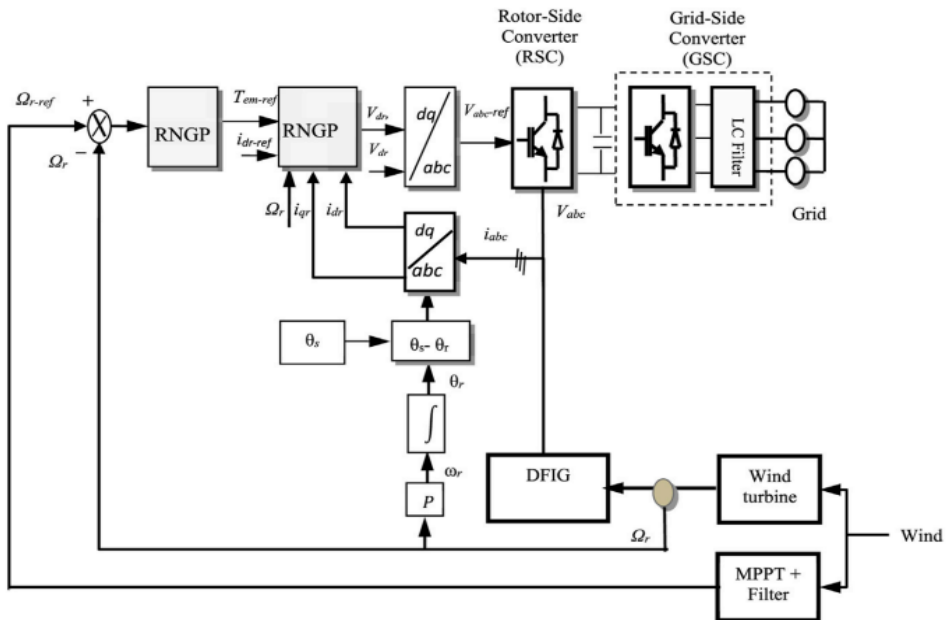 Rotor-Side
Converter
(RSC)
Grid-Side
Converter
(GSC)
Ωr-ref
+
Ωr
−
RNGP
Tem-ref
idr-ref
RNGP
Vdr,
Vdr
dq
abc
Vabc-ref
LC Filter
Grid
Vabc
Ωr
iqr
idr
dq
abc
iabc
θs
θs- θr
θr
∫
ωr
P
DFIG
Ωr
Wind
turbine
Wind
MPPT +
Filter